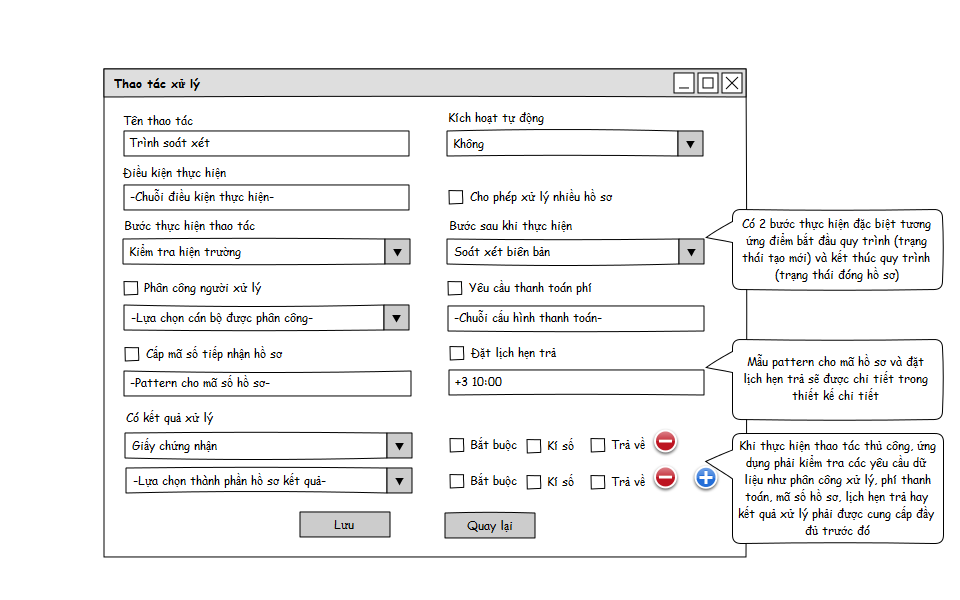 Thao tác xử lý
Tên thao tác
Kích hoạt tự động
Trình soát xét
Không
Điều kiện thực hiện
-Chuỗi điều kiện thực hiện-
Cho phép xử lý nhiều hồ sơ
Bước thực hiện thao tác
Bước sau khi thực hiện
Kiểm tra hiện trường
Soát xét biên bản
Có 2 bước thực hiện đặc biệt tương
ứng điểm bắt đầu quy trình (trạng
thái tạo mới) và kết thúc quy trình
(trạng thái đóng hồ sơ)
Phân công người xử lý
Yêu cầu thanh toán phí
-Lựa chọn cán bộ được phân công-
-Chuỗi cấu hình thanh toán-
Cấp mã số tiếp nhận hồ sơ
Đặt lịch hẹn trả
-Pattern cho mã số hồ sơ-
+3 10:00
Mẫu pattern cho mã hồ sơ và đặt
lịch hẹn trả sẽ được chi tiết trong
thiết kế chi tiết
Có kết quả xử lý
Giấy chứng nhận
Bắt buộc
Kí số
Trả về
-Lựa chọn thành phần hồ sơ kết quả-
Bắt buộc
Kí số
Trả về
Khi thực hiện thao tác thủ công, ứng
dụng phải kiểm tra các yêu cầu dữ
liệu như phân công xử lý, phí thanh
toán, mã số hồ sơ, lịch hẹn trả hay
kết quả xử lý phải được cung cấp đầy
đủ trước đó
Lưu
Quay lại